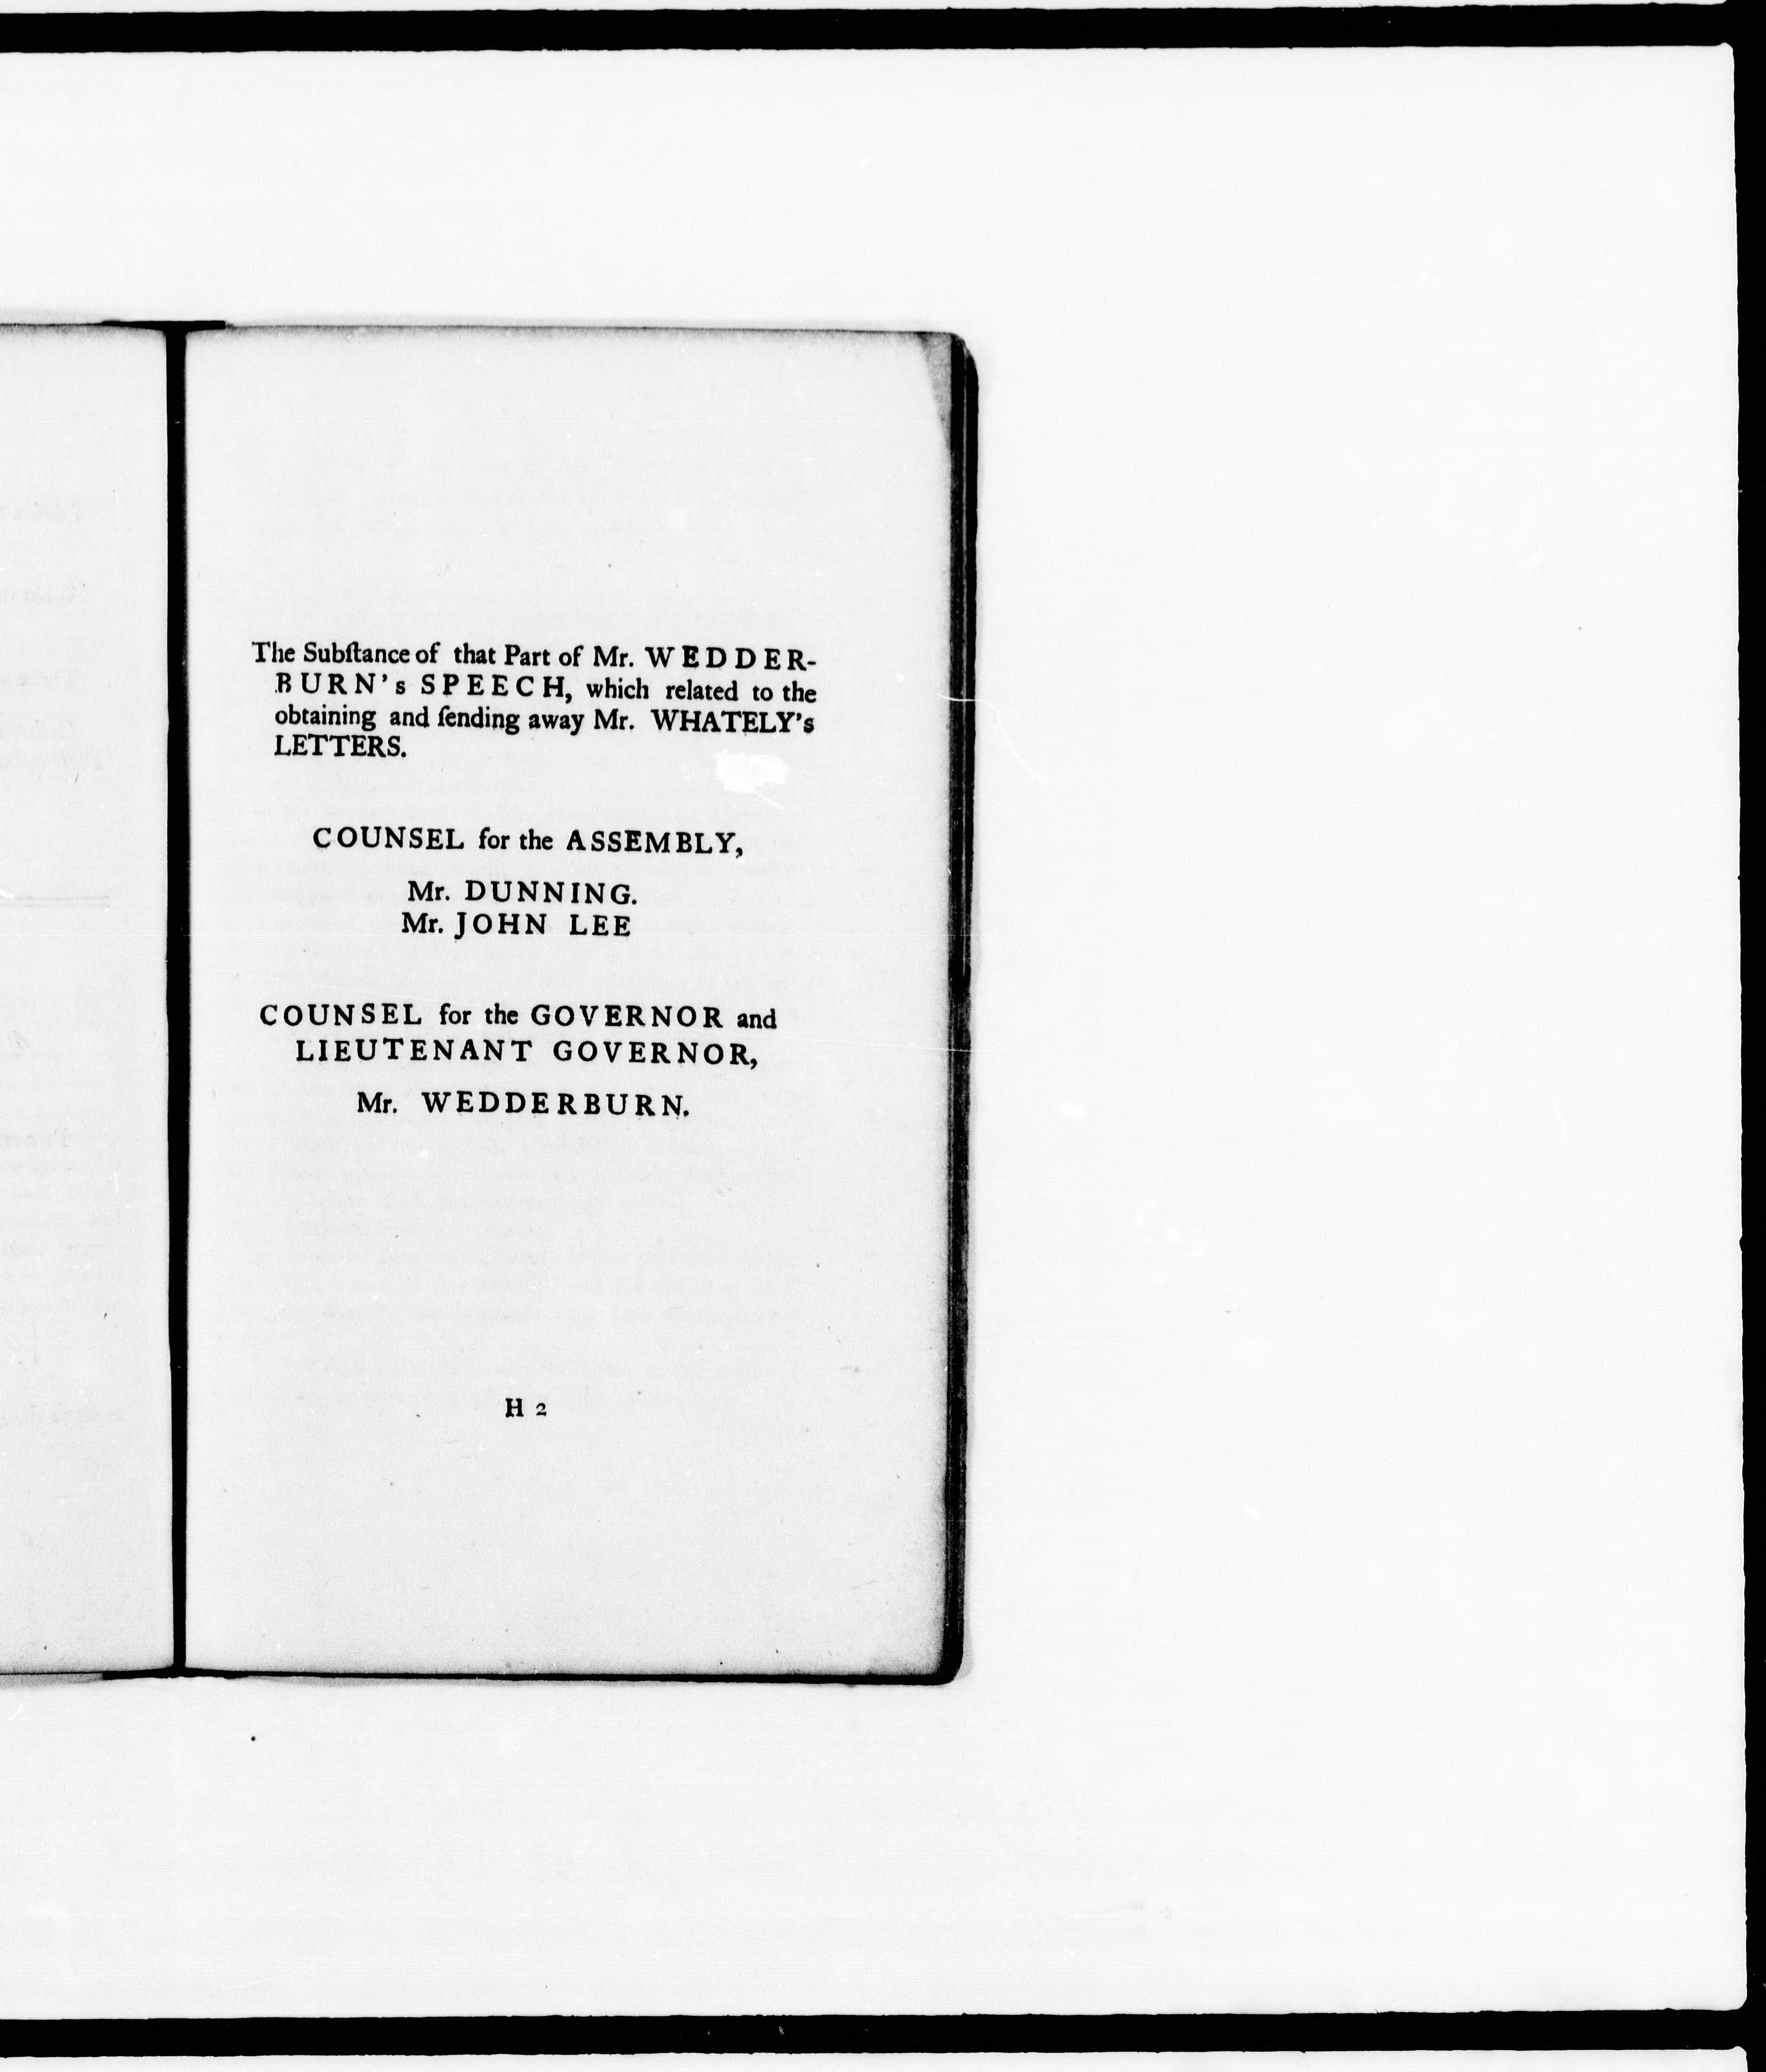 The Subſtance of that Part of Mr. WEDDER-
BURN's SPEECH, which related to the
obtaining and ſending away Mr. WHATELY's
LETTERS.
COUNSEL for the ASSEMBLY,
Mr. DUNNING.
Mr. JOHN LEE
COUNSEL for the GOVERNOR and
LIEUTENANT GOVERNOR,
Mr. WEDDERBURN.
H 2